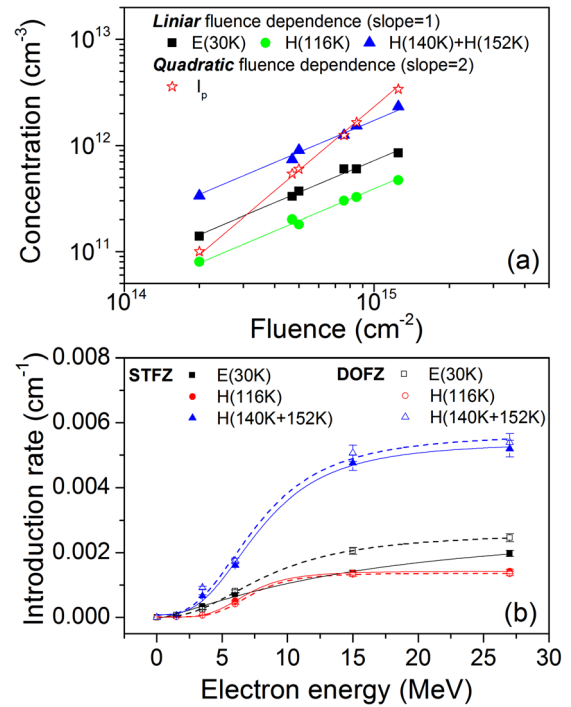 Liniar fluence dependence (slope=1)
E(30K) H(116K) H(140K)+H(152K)
Quadratic fluence dependence (slope=2)
Ip
10^13
10^12
10^11
Concentration (cm^-3)
(a)
10^14 10^15
Fluence (cm^-2)
STFZ E(30K) DOFZ E(30K)
H(116K) H(116K)
H(140K+152K) H(140K+152K)
0.008
0.006
0.004
0.002
0.000
Introduction rate (cm^-1)
(b)
0 5 10 15 20 25 30
Electron energy (MeV)